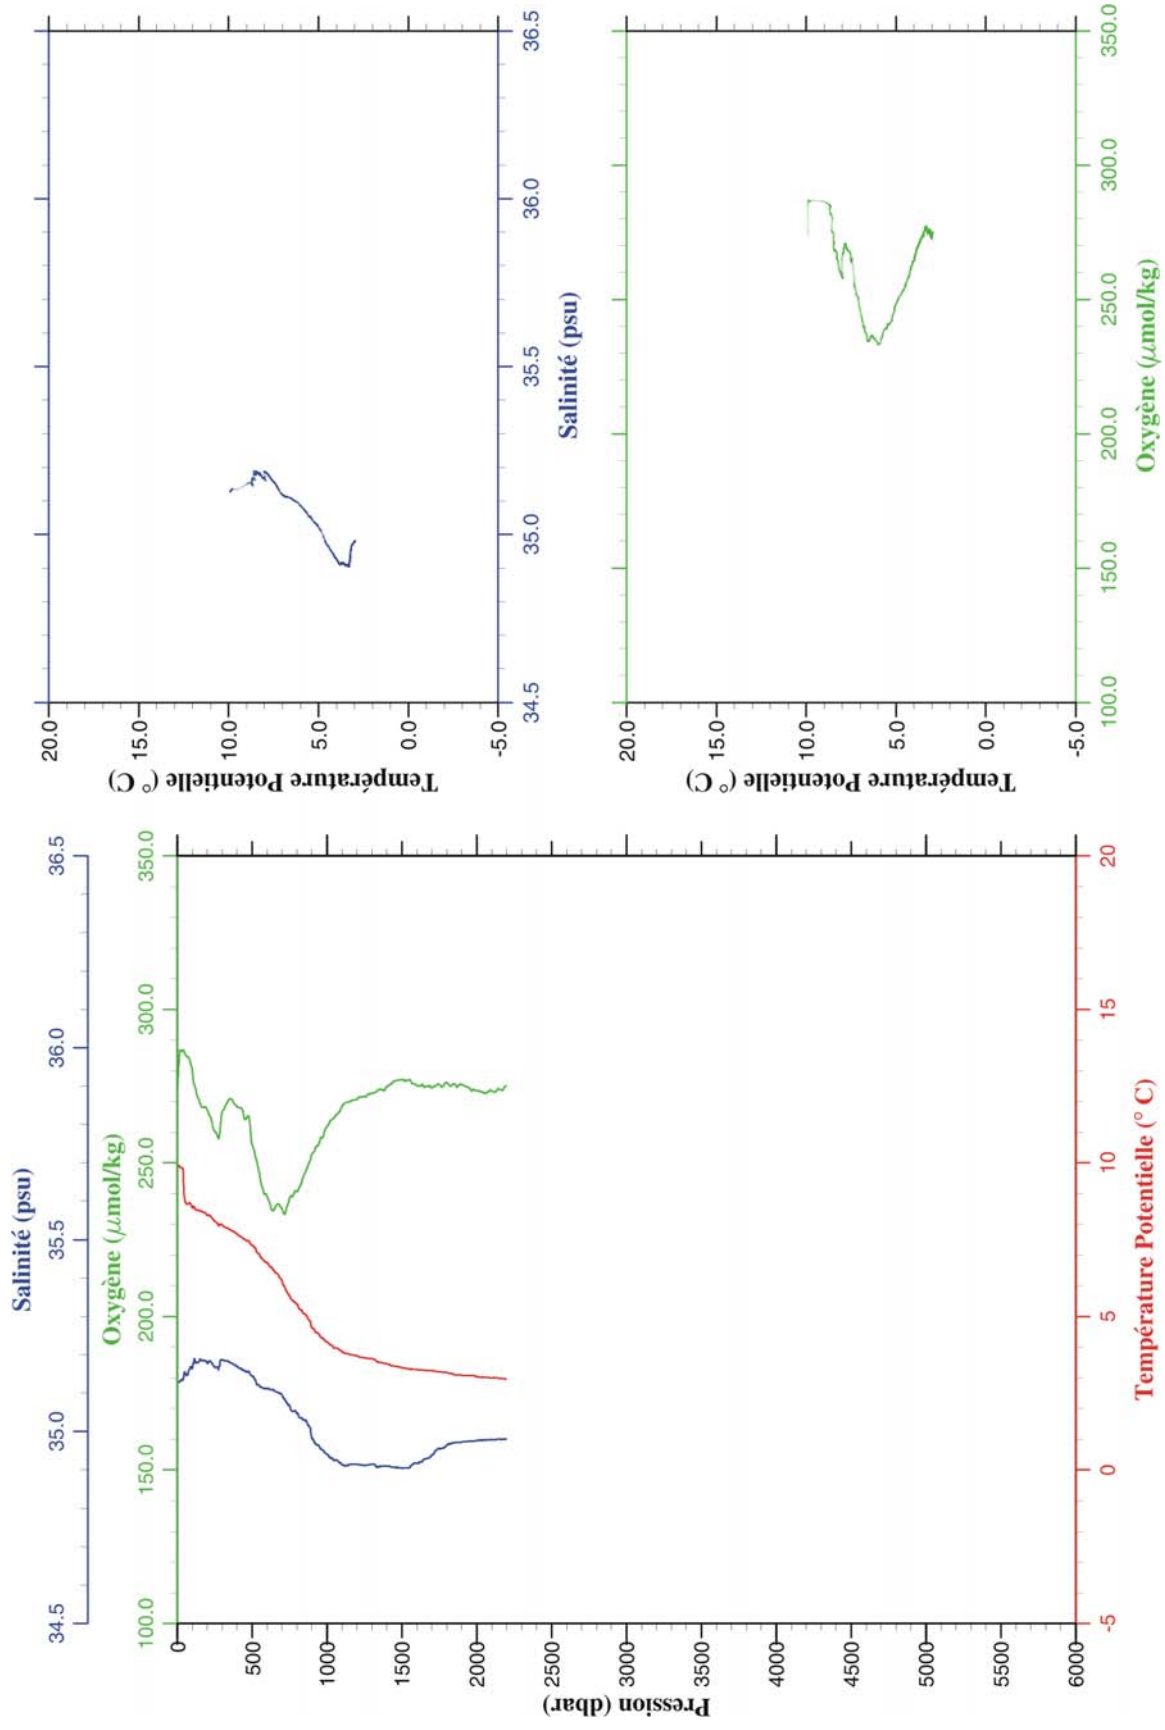 Salinité (psu)
34.5 35.0 35.5 36.0 36.5
Oxygène (μmol/kg)
100.0 150.0 200.0 250.0 300.0 350.0
Pression (dbar)
0
500
1000
1500
2000
2500
3000
3500
4000
4500
5000
5500
6000
-5 0 5 10 15 20
Température Potentielle (° C)
Température Potentielle (° C)
20.0
15.0
10.0
5.0
0.0
-5.0
34.5 35.0 35.5 36.0 36.5
Salinité (psu)
Température Potentielle (° C)
20.0
15.0
10.0
5.0
0.0
-5.0
100.0 150.0 200.0 250.0 300.0 350.0
Oxygène (μmol/kg)